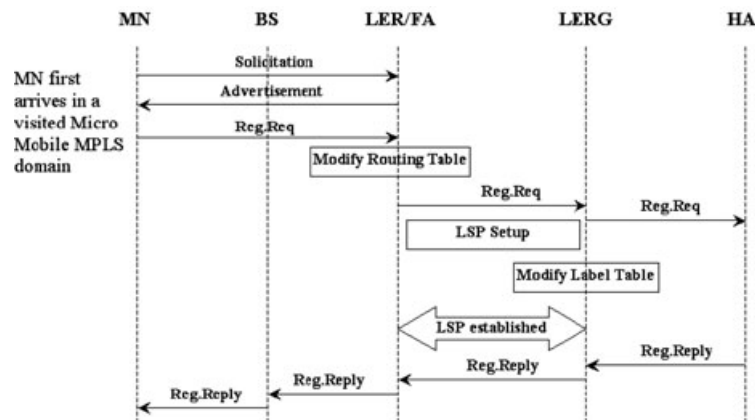 MN BS LER/FA LERG HA
MN first
arrives in a
visited Micro
Mobile MPLS
domain
Solicitation
Advertisement
Reg.Req
Modify Routing Table
Reg.Req
Reg.Req
LSP Setup
Modify Label Table
LSP established
Reg.Reply
Reg.Reply
Reg.Reply
Reg.Reply